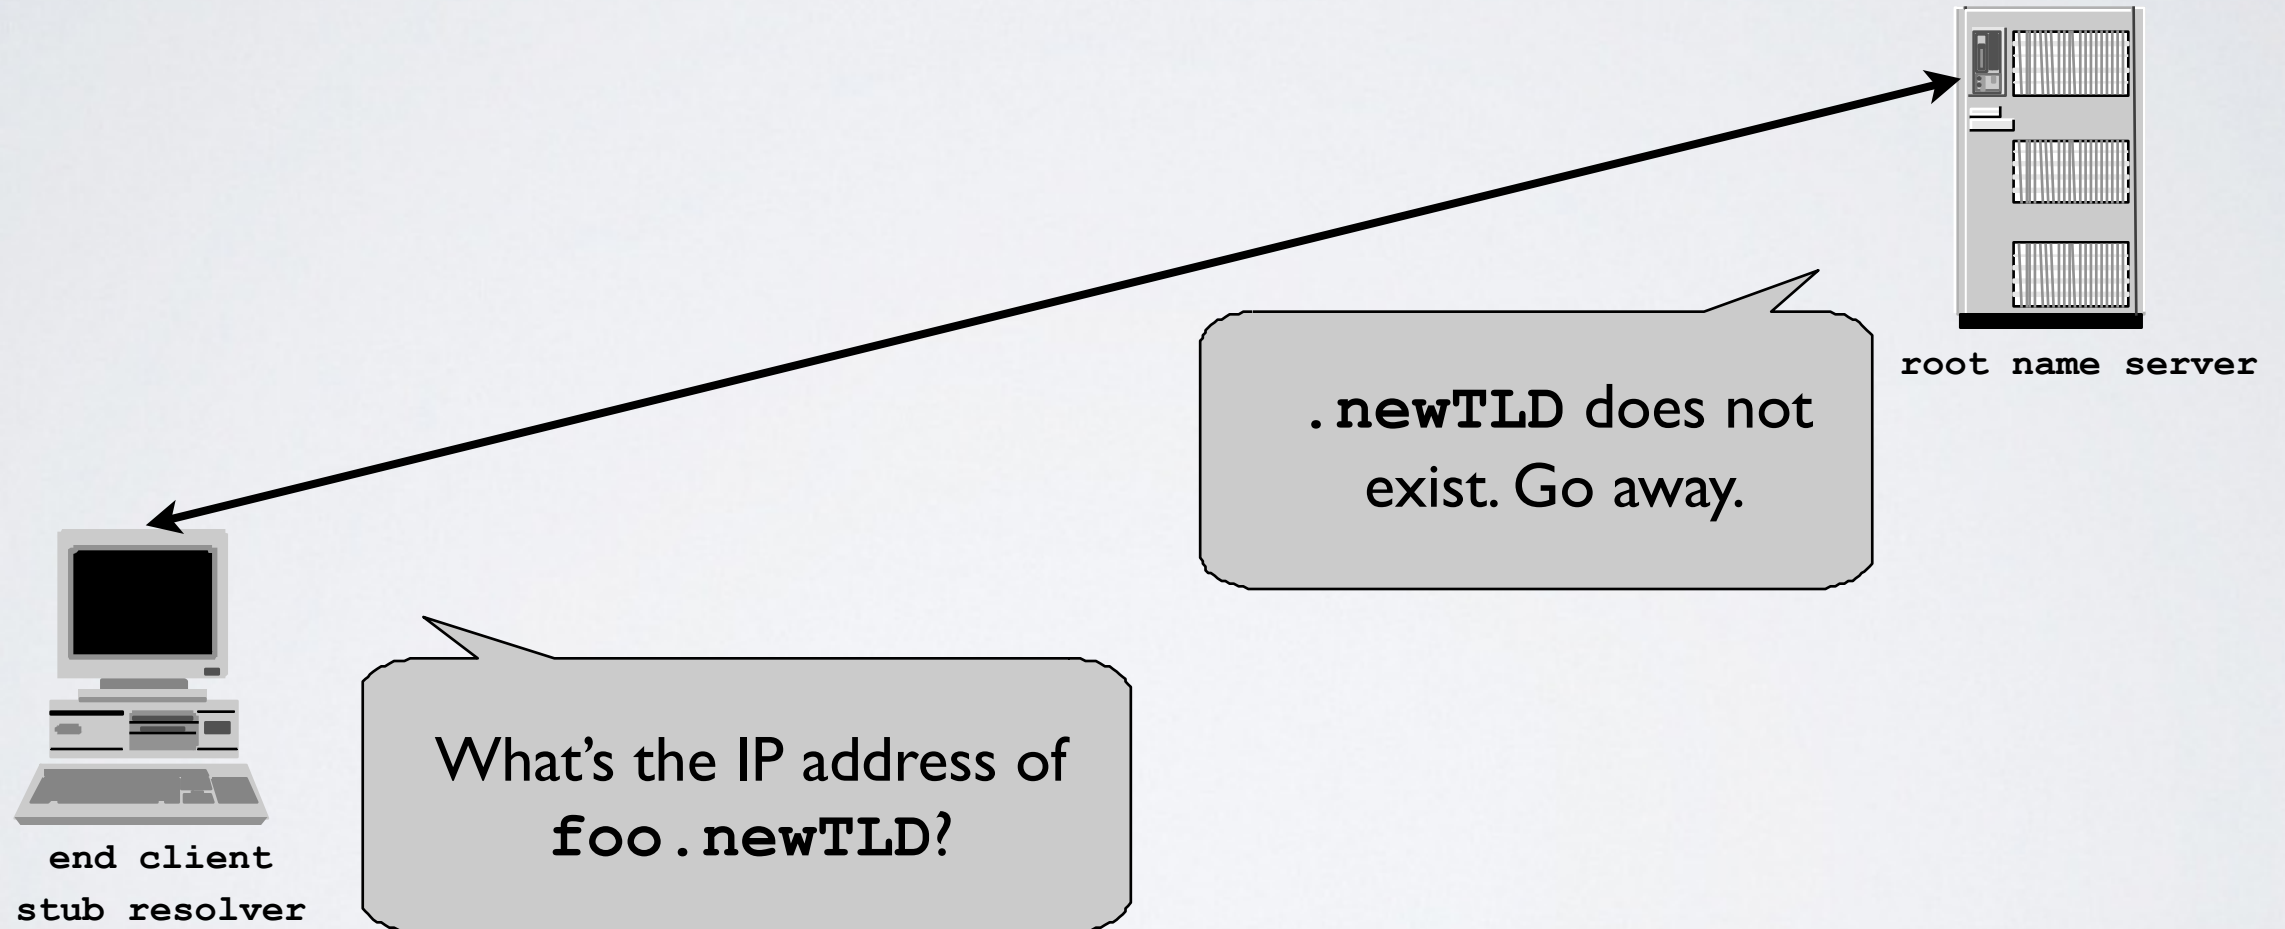 root name server
.newTLD does not
exist. Go away.
What’s the IP address of
foo.newTLD?
end client
stub resolver